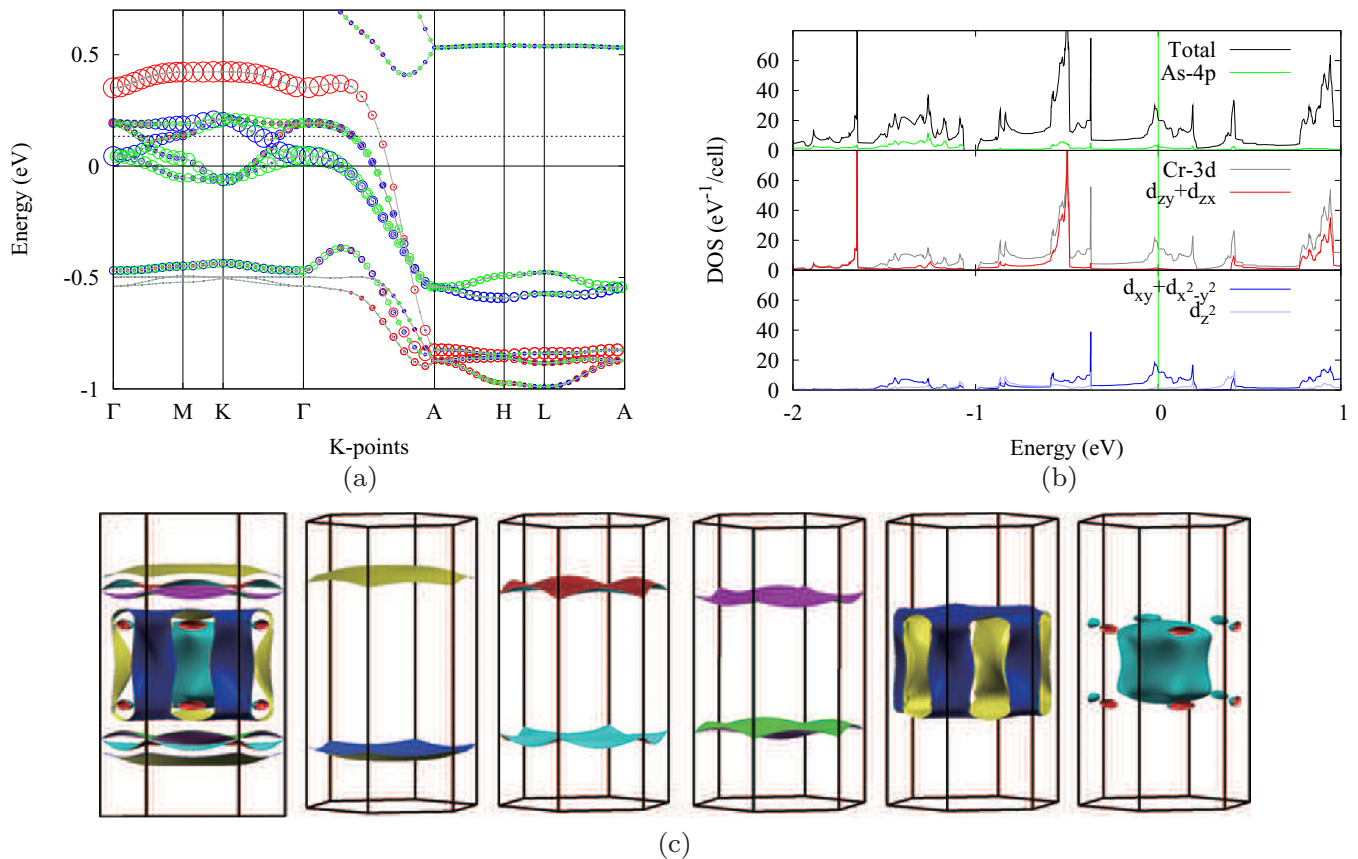 0.5
0
-0.5
-1
Energy (eV)
Γ M K Γ A H L A
K-points
(a)
60
40
20
0
Total
As-4p
60
40
20
0
Cr-3d
d_zy+d_zx
60
40
20
0
d_xy+d_x²-y²
d_z²
DOS (eV⁻¹/cell)
-2 -1 0 1
Energy (eV)
(b)
(c)